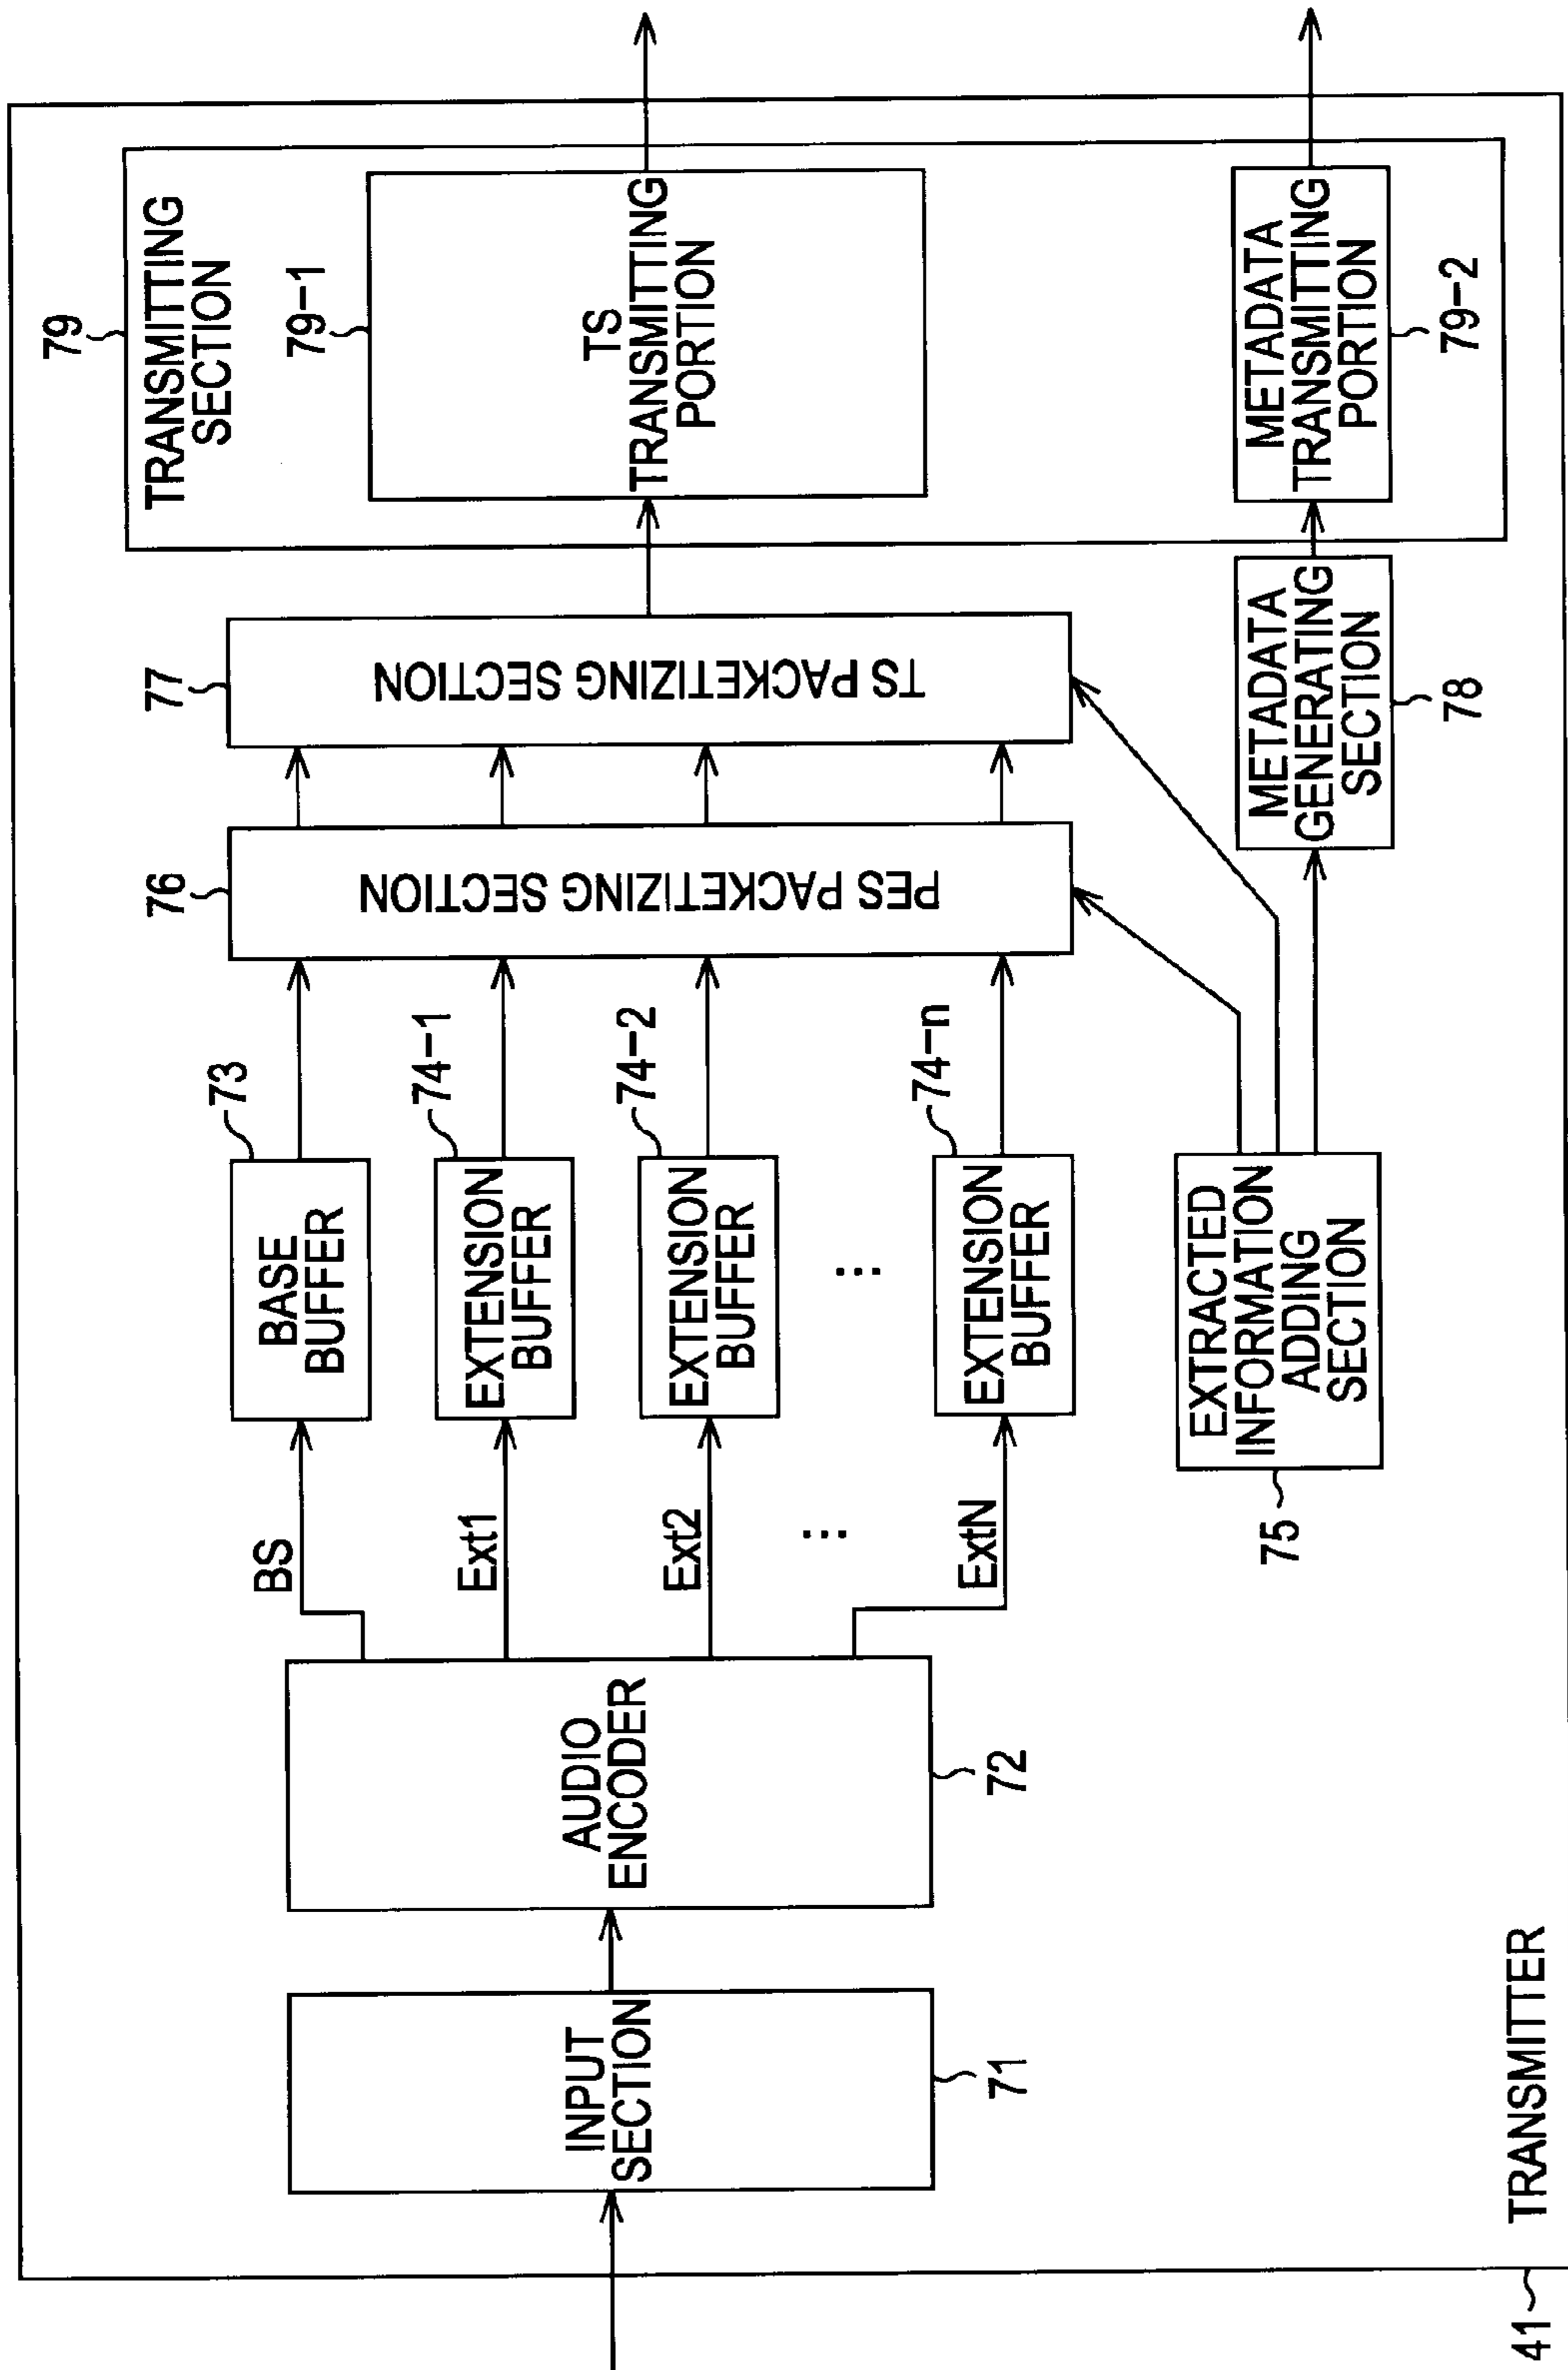 41
TRANSMITTER
71
INPUT
SECTION
72
AUDIO
ENCODER
BS
Ext1
Ext2
...
ExtN
73
BASE
BUFFER
74-1
EXTENSION
BUFFER
74-2
EXTENSION
BUFFER
...
74-n
EXTENSION
BUFFER
75
EXTRACTED
INFORMATION
ADDING
SECTION
76
PES PACKETIZING SECTION
77
TS PACKETIZING SECTION
78
METADATA
GENERATING
SECTION
79
TRANSMITTING
SECTION
79-1
TS
TRANSMITTING
PORTION
79-2
METADATA
TRANSMITTING
PORTION